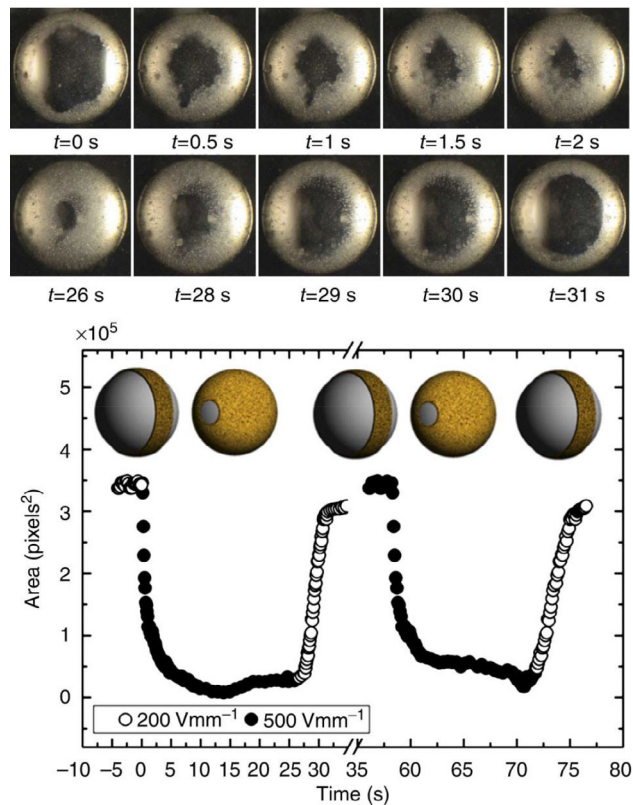 t=0 s t=0.5 s t=1 s t=1.5 s t=2 s
t=26 s t=28 s t=29 s t=30 s t=31 s
×10⁵
5
4
3
2
1
0
Area (pixels²)
200 Vmm⁻¹ 500 Vmm⁻¹
−10 −5 0 5 10 15 20 25 30 35 60 65 70 75 80
Time (s)